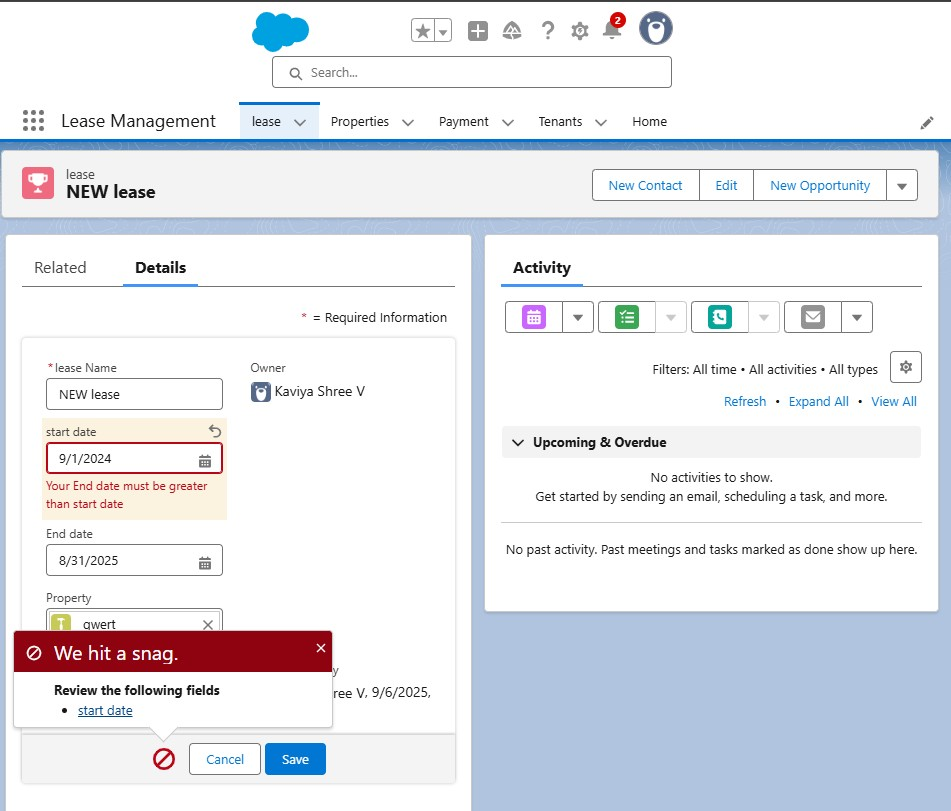 2
Search...
Lease Management
lease
Properties
Payment
Tenants
Home
lease
NEW lease
New Contact
Edit
New Opportunity
Related
Details
* = Required Information
*lease Name
NEW lease
Owner
Kaviya Shree V
start date
9/1/2024
Your End date must be greater
than start date
End date
8/31/2025
Property
qwert
We hit a snag.
Review the following fields
• start date
y
ree V, 9/6/2025,
Cancel
Save
Activity
Filters: All time • All activities • All types
Refresh • Expand All • View All
Upcoming & Overdue
No activities to show.
Get started by sending an email, scheduling a task, and more.
No past activity. Past meetings and tasks marked as done show up here.